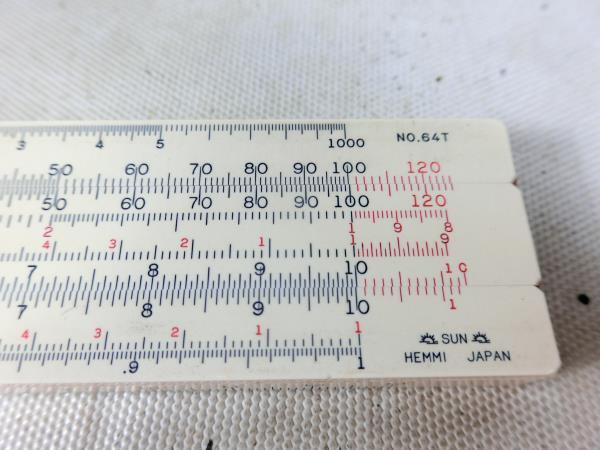 3 4 5 1000 NO.64T
50 60 70 80 90 100 120
50 60 70 80 90 100 120
2 1 9 8
4 3 2 1 1 9
7 8 9 10 1 0
7 8 9 10 1
4 3 2 1 1
SUN
.9 1 HEMMI JAPAN